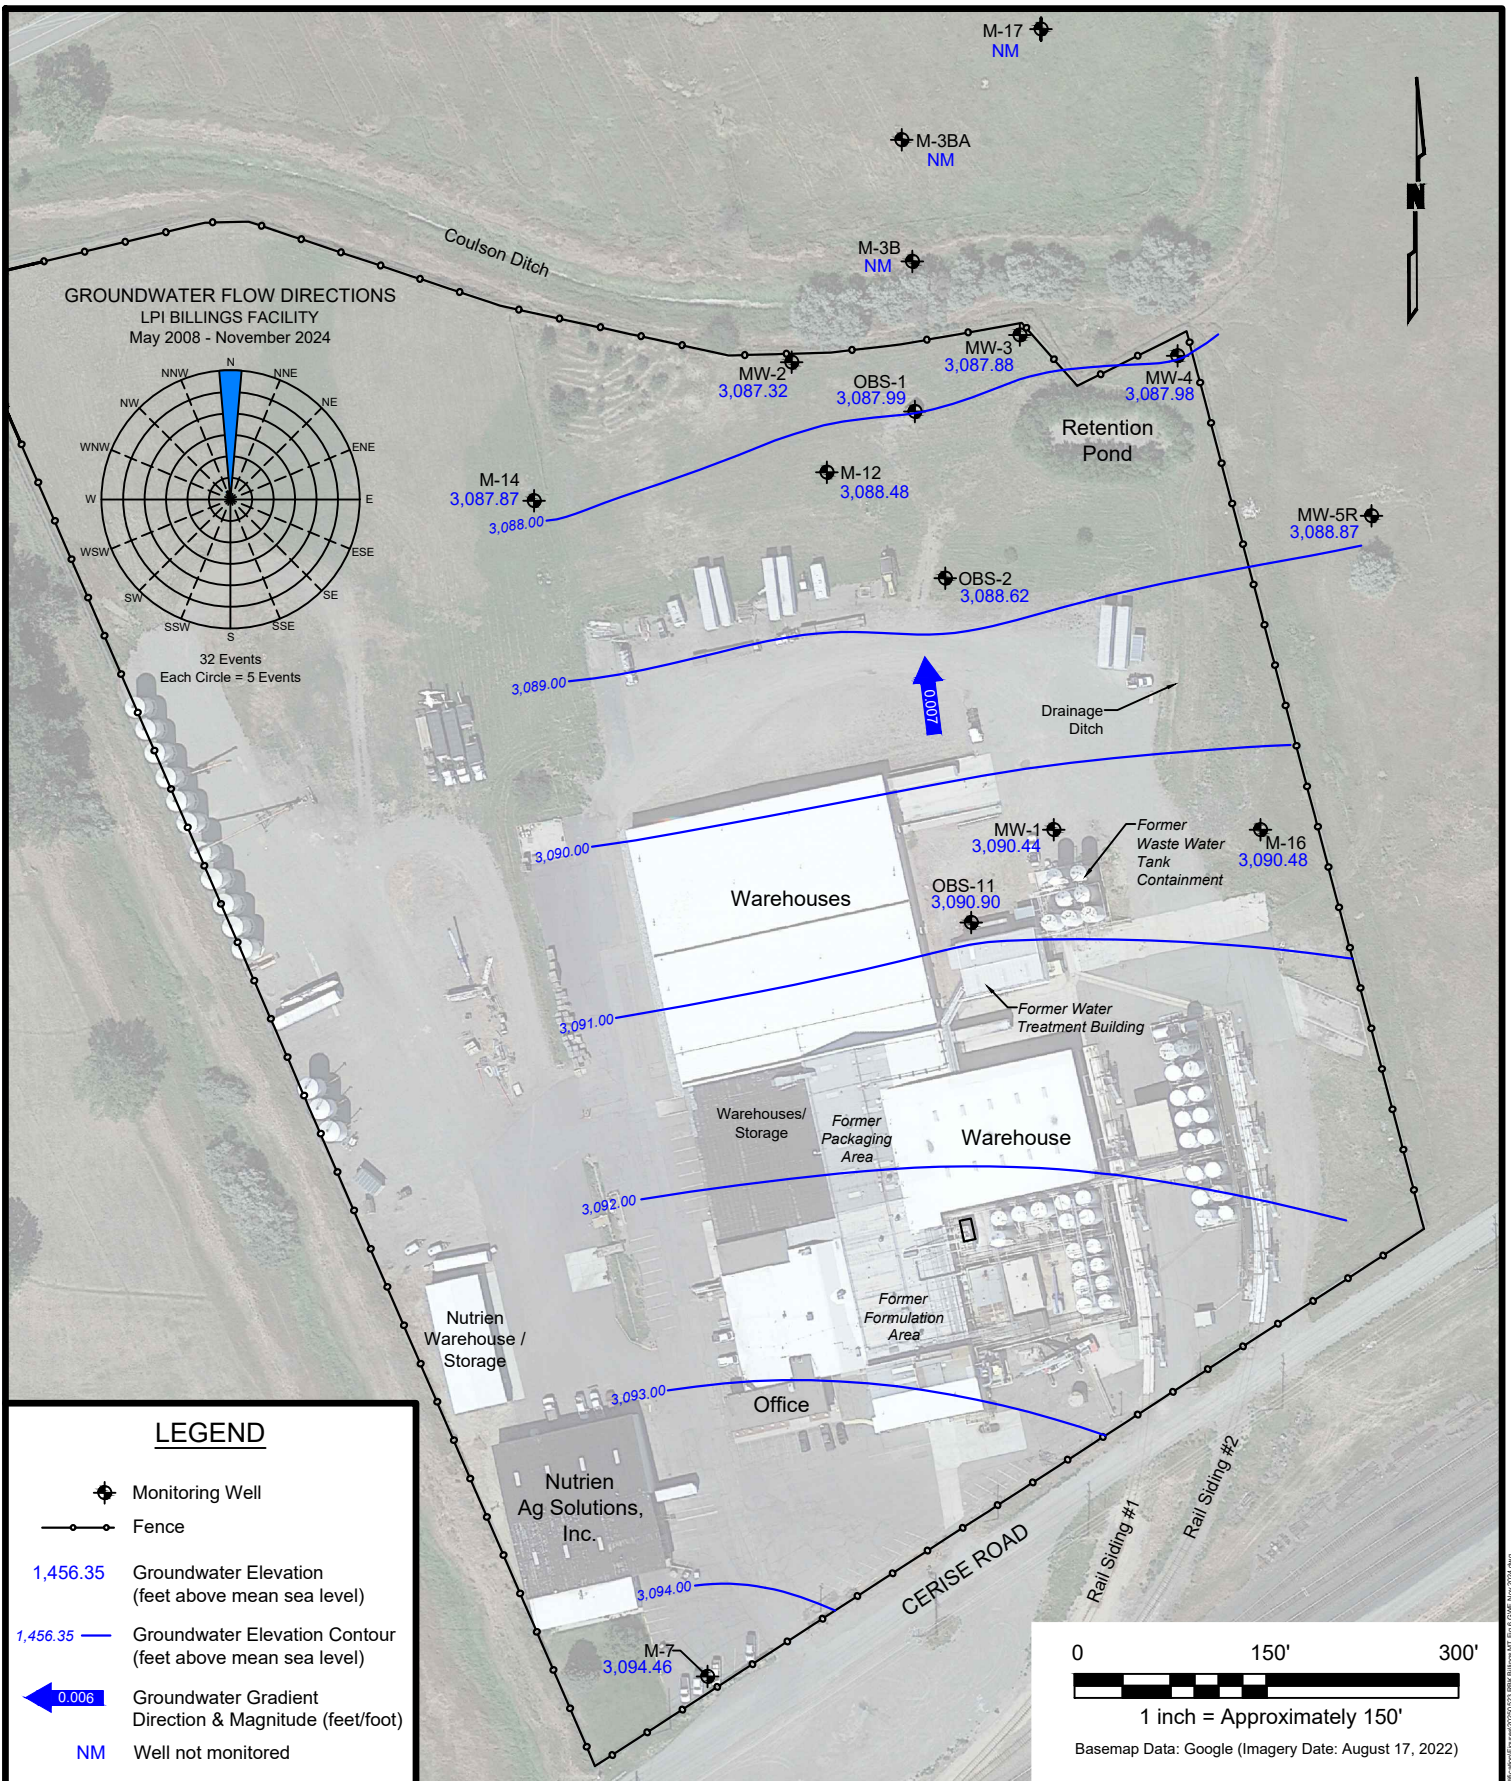 M-17
NM
M-3BA
NM
M-3B
NM
Coulson Ditch
N
GROUNDWATER FLOW DIRECTIONS
LPI BILLINGS FACILITY
May 2008 - November 2024
N
NNW
NNE
NW
NE
WNW
ENE
W
E
WSW
ESE
SW
SE
SSW
SSE
S
32 Events
Each Circle = 5 Events
MW-3
3,087.88
MW-2
3,087.32
OBS-1
3,087.99
MW-4
3,087.98
Retention
Pond
M-14
3,087.87
M-12
3,088.48
3,088.00
MW-5R
3,088.87
OBS-2
3,088.62
3,089.00
0.007
Drainage
Ditch
3,090.00
MW-1
3,090.44
Former
Waste Water
Tank
Containment
M-16
3,090.48
Warehouses
OBS-11
3,090.90
3,091.00
Former Water
Treatment Building
Warehouses/
Storage
Former
Packaging
Area
Warehouse
3,092.00
Nutrien
Warehouse /
Storage
Former
Formulation
Area
3,093.00
Office
Nutrien
Ag Solutions,
Inc.
3,094.00
CERISE ROAD
Rail Siding #1
Rail Siding #2
M-7
3,094.46
LEGEND
Monitoring Well
Fence
1,456.35 Groundwater Elevation
(feet above mean sea level)
1,456.35 Groundwater Elevation Contour
(feet above mean sea level)
0.006 Groundwater Gradient
Direction & Magnitude (feet/foot)
NM Well not monitored
0 150' 300'
1 inch = Approximately 150'
Basemap Data: Google (Imagery Date: August 17, 2022)